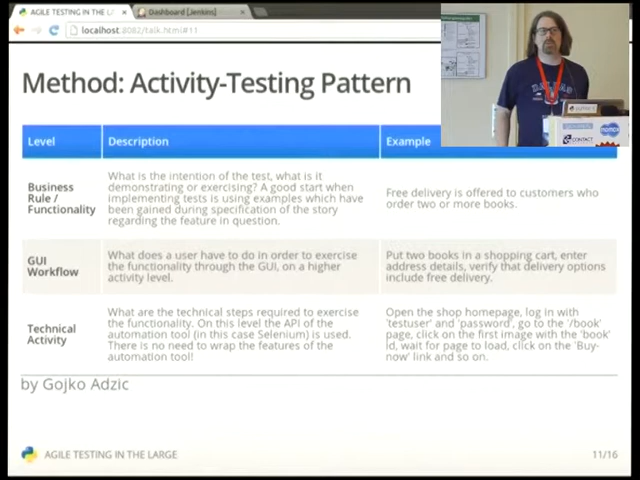 AGILE TESTING IN THE LARGE
Dashboard [Jenkins]
localhost:8082/talk.html#11
Method: Activity-Testing Pattern
Level
Description
Example
Business
Rule /
Functionality
What is the intention of the test, what is it
demonstrating or exercising? A good start when
implementing tests is using examples which have
been gained during specification of the story
regarding the feature in question.
Free delivery is offered to customers who
order two or more books.
GUI
Workflow
What does a user have to do in order to exercise
the functionality through the GUI, on a higher
activity level.
Put two books in a shopping cart, enter
address details, verify that delivery options
include free delivery.
Technical
Activity
What are the technical steps required to exercise
the functionality. On this level the API of the
automation tool (in this case Selenium) is used.
There is no need to wrap the features of the
automation tool!
Open the shop homepage, log in with
'testuser' and 'password', go to the '/book'
page, click on the first image with the 'book'
id, wait for page to load, click on the 'Buy-
now' link and so on.
by Gojko Adzic
AGILE TESTING IN THE LARGE
11/16
DALLAS
CONTACT